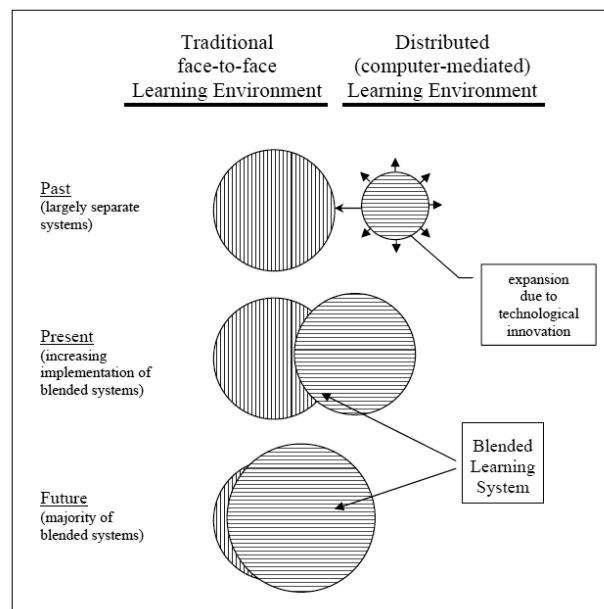 Traditional
face-to-face
Learning Environment
Distributed
(computer-mediated)
Learning Environment
Past
(largely separate
systems)
expansion
due to
technological
innovation
Present
(increasing
implementation of
blended systems)
Blended
Learning
System
Future
(majority of
blended systems)